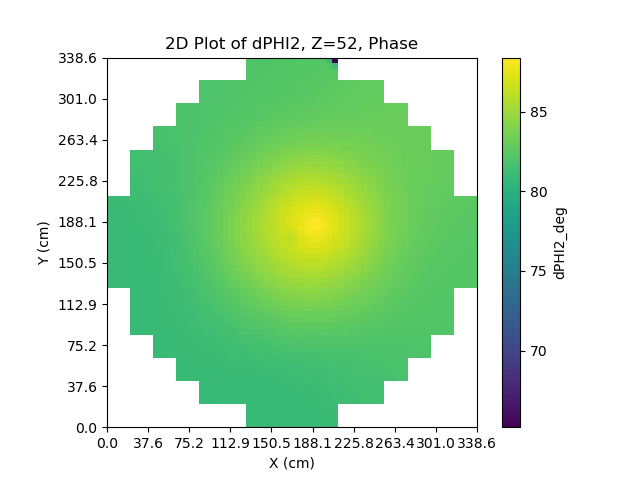 2D Plot of dPHI2, Z=52, Phase
338.6
301.0
263.4
225.8
188.1
150.5
112.9
75.2
37.6
0.0
Y (cm)
0.0 37.6 75.2 112.9 150.5 188.1 225.8 263.4 301.0 338.6
X (cm)
85
80
75
70
dPHI2_deg